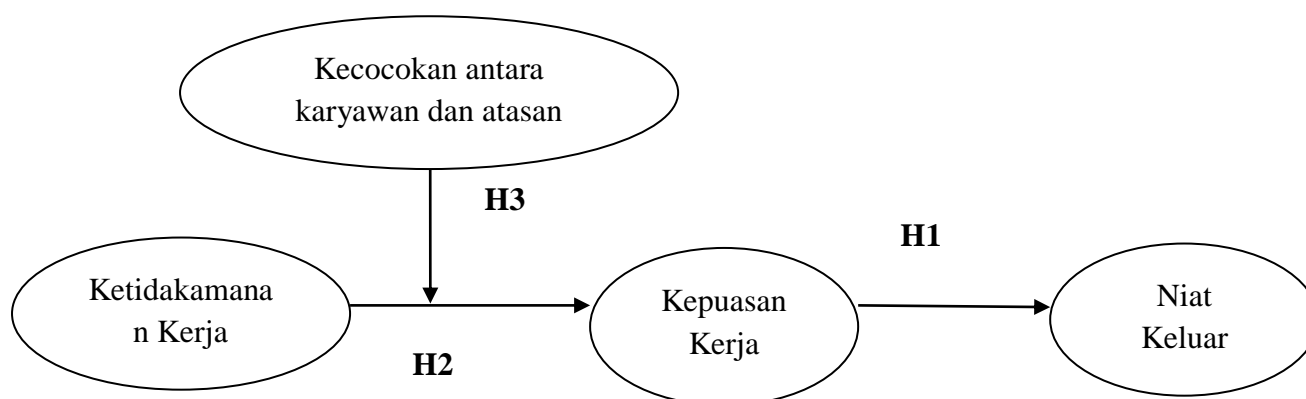 Kecocokan antara
karyawan dan atasan
H3
H1
Ketidakamana
n Kerja
H2
Kepuasan
Kerja
Niat
Keluar